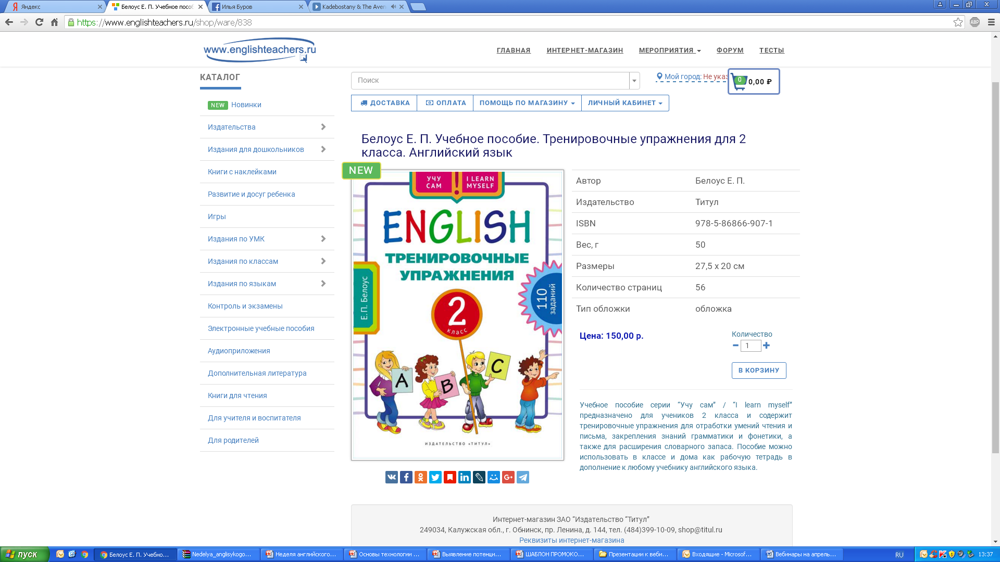 Яндекс
Белоус Е. П. Учебное посо
Илья Буров
Kadebostany & The Aven
https://www.englishteachers.ru/shop/ware/838
ABP
www.englishteachers.ru
ГЛАВНАЯ
ИНТЕРНЕТ-МАГАЗИН
МЕРОПРИЯТИЯ
ФОРУМ
ТЕСТЫ
КАТАЛОГ
Поиск
Мой город: Не указ
0
0,00 ₽
ДОСТАВКА
ОПЛАТА
ПОМОЩЬ ПО МАГАЗИНУ
ЛИЧНЫЙ КАБИНЕТ
NEW Новинки
Издательства
Издания для дошкольников
Книги с наклейками
Развитие и досуг ребенка
Игры
Издания по УМК
Издания по классам
Издания по языкам
Контроль и экзамены
Электронные учебные пособия
Аудиоприложения
Дополнительная литература
Книги для чтения
Для учителя и воспитателя
Для родителей
Белоус Е. П. Учебное пособие. Тренировочные упражнения для 2
класса. Английский язык
NEW
УЧУ САМ
!
I LEARN MYSELF
ENGLISH
ТРЕНИРОВОЧНЫЕ
УПРАЖНЕНИЯ
Е.П. Белоус
110 заданий
2
класс
A
B
C
ИЗДАТЕЛЬСТВО «ТИТУЛ»
Автор Белоус Е. П.
Издательство Титул
ISBN 978-5-86866-907-1
Вес, г 50
Размеры 27,5 x 20 см
Количество страниц 56
Тип обложки обложка
Цена: 150,00 р.
Количество
1
В КОРЗИНУ
Учебное пособие серии “Учу сам” / “I learn myself”
предназначено для учеников 2 класса и содержит
тренировочные упражнения для отработки умений чтения и
письма, закрепления знаний грамматики и фонетики, а
также для расширения словарного запаса. Пособие можно
использовать в классе и дома как рабочую тетрадь в
дополнение к любому учебнику английского языка.
Интернет-магазин ЗАО “Издательство “Титул”
249034, Калужская обл., г. Обнинск, пр. Ленина, д. 144, тел. (484)399-10-09, shop@titul.ru
Реквизиты интернет-магазина
пуск
Белоус Е. П. Учебно...
Nedelya_anglisykogo...
Неделя английского...
Основы технологии ...
Выявление потенци...
ШАБЛОН ПРОМОКО...
Презентации к веби...
Входящие - Microsof...
Вебинары на апрель...
RU
13:37